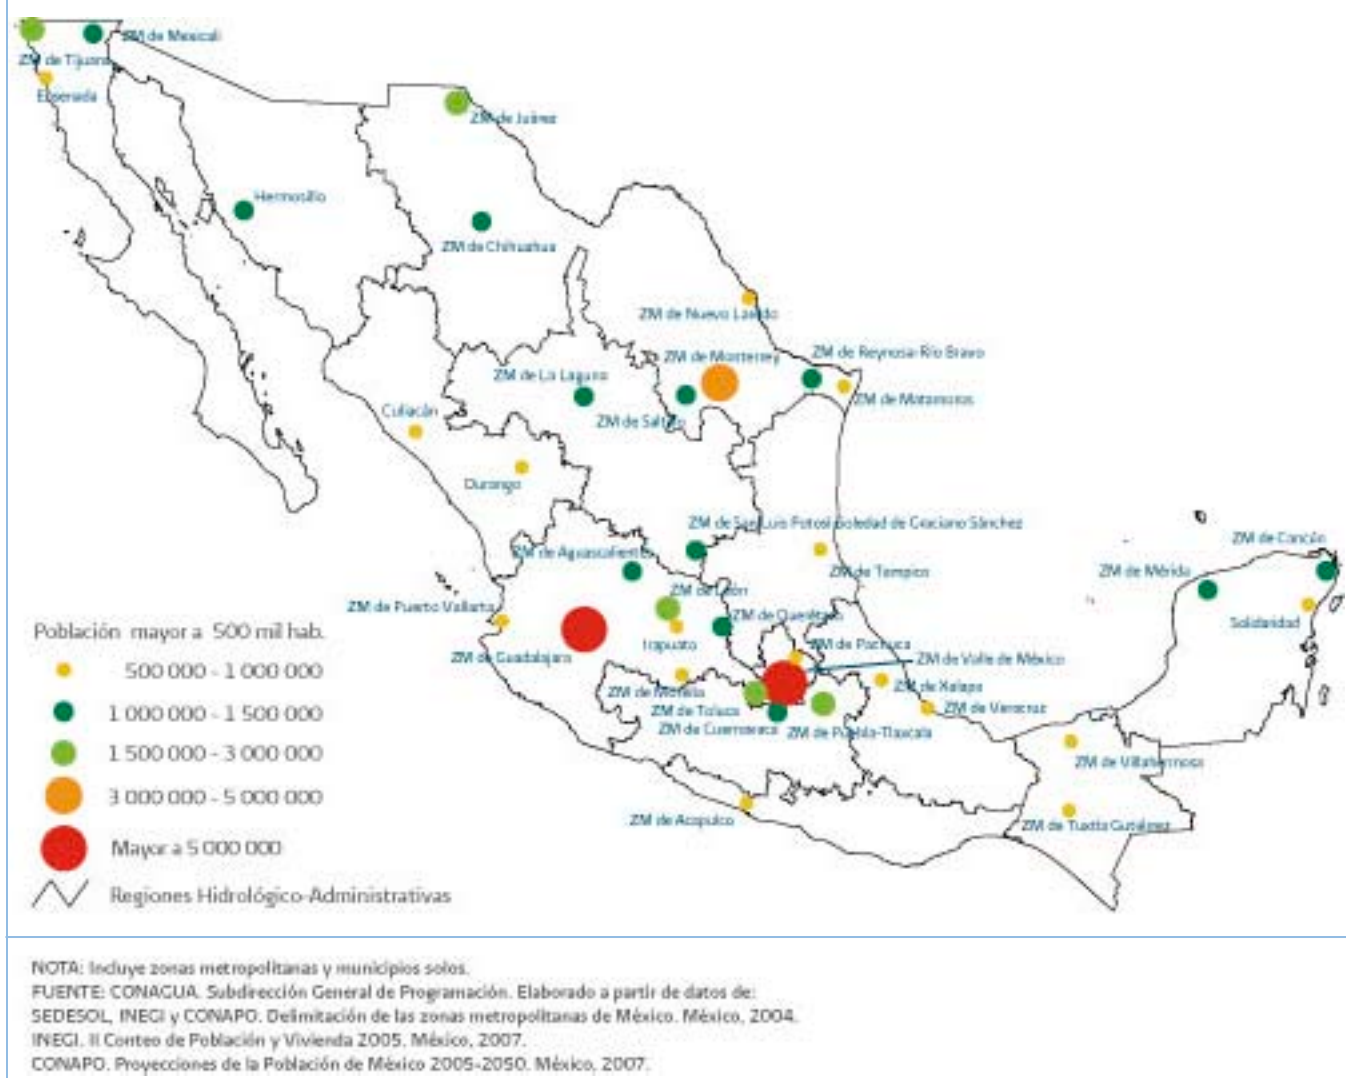 ZM de Mexicali
ZM de Tijuana
Ensenada
ZM de Juárez
Hermosillo
ZM de Chihuahua
ZM de Nuevo Laredo
ZM de Monterrey
ZM de Reynosa-Río Bravo
ZM de La Laguna
ZM de Saltillo
ZM de Matamoros
Culiacán
Durango
ZM de San Luis Potosí-Soledad de Graciano Sánchez
ZM de Aguascalientes
ZM de Tampico
ZM de Cancún
ZM de Mérida
Solidaridad
ZM de León
ZM de Puerto Vallarta
ZM de Querétaro
Irapuato
ZM de Pachuca
ZM de Guadalajara
ZM de Valle de México
ZM de Morelia
ZM de Xalapa
ZM de Toluca
ZM de Veracruz
ZM de Cuernavaca
ZM de Puebla-Tlaxcala
ZM de Villahermosa
ZM de Acapulco
ZM de Tuxtla Gutiérrez
Población mayor a 500 mil hab.
500 000 - 1 000 000
1 000 000 - 1 500 000
1 500 000 - 3 000 000
3 000 000 - 5 000 000
Mayor a 5 000 000
Regiones Hidrológico-Administrativas
NOTA: Incluye zonas metropolitanas y municipios solos.
FUENTE: CONAGUA. Subdirección General de Programación. Elaborado a partir de datos de:
SEDESOL, INEGI y CONAPO. Delimitación de las zonas metropolitanas de México. México, 2004.
INEGI. II Conteo de Población y Vivienda 2005. México, 2007.
CONAPO. Proyecciones de la Población de México 2005-2050. México, 2007.